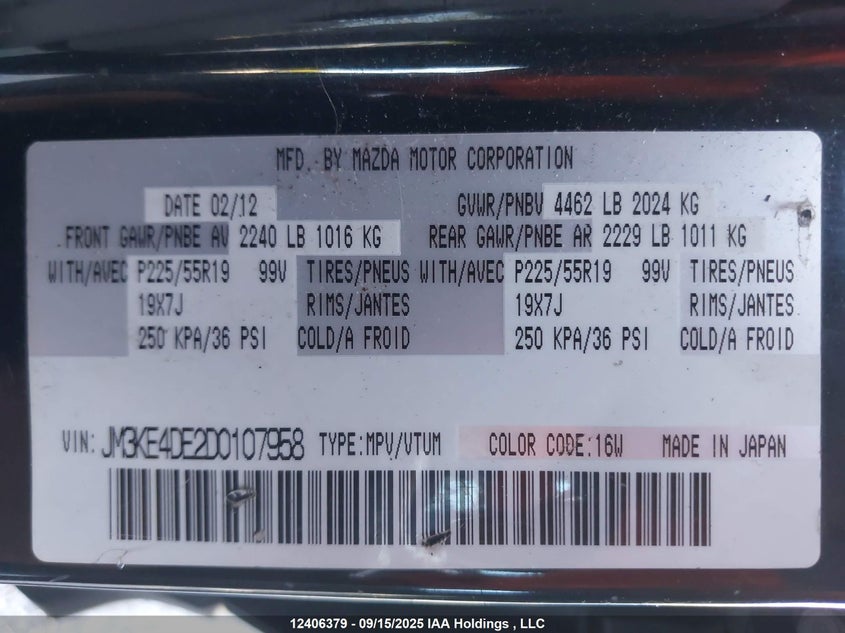 MFD. BY MAZDA MOTOR CORPORATION
DATE 02/12 GVWR/PNBV 4462 LB 2024 KG
FRONT GAWR/PNBE AV 2240 LB 1016 KG REAR GAWR/PNBE AR 2229 LB 1011 KG
WITH/AVEC P225/55R19 99V TIRES/PNEUS WITH/AVEC P225/55R19 99V TIRES/PNEUS
19X7J RIMS/JANTES 19X7J RIMS/JANTES
250 KPA/36 PSI COLD/A FROID 250 KPA/36 PSI COLD/A FROID
VIN: JM3KE4DE2D0107958 TYPE:MPV/VTUM COLOR CODE:16W MADE IN JAPAN
12406379 - 09/15/2025 IAA Holdings , LLC